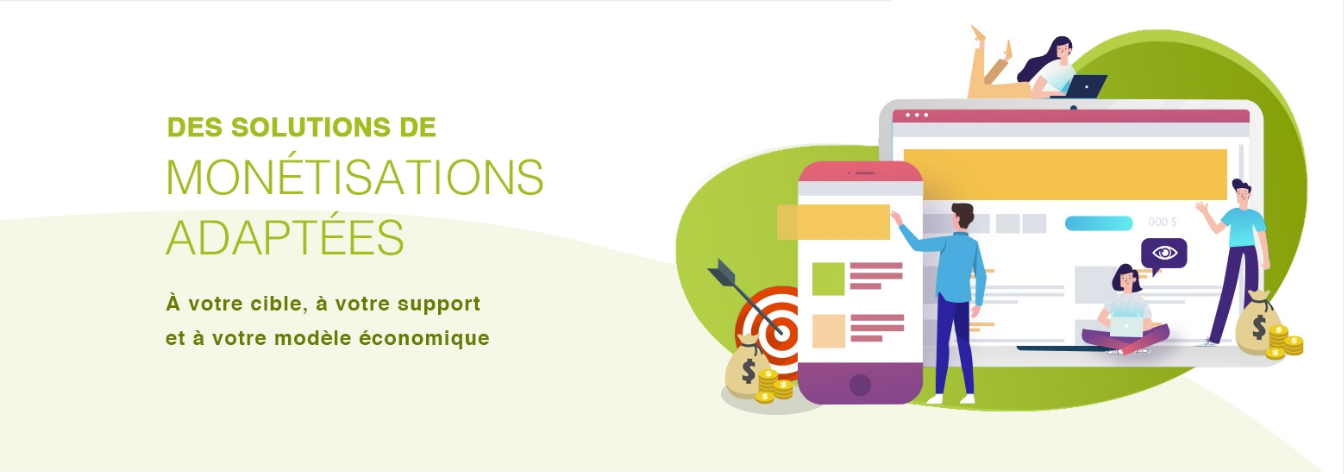 DES SOLUTIONS DE
MONÉTISATIONS
ADAPTÉES
À votre cible, à votre support
et à votre modèle économique
000 $
$
$